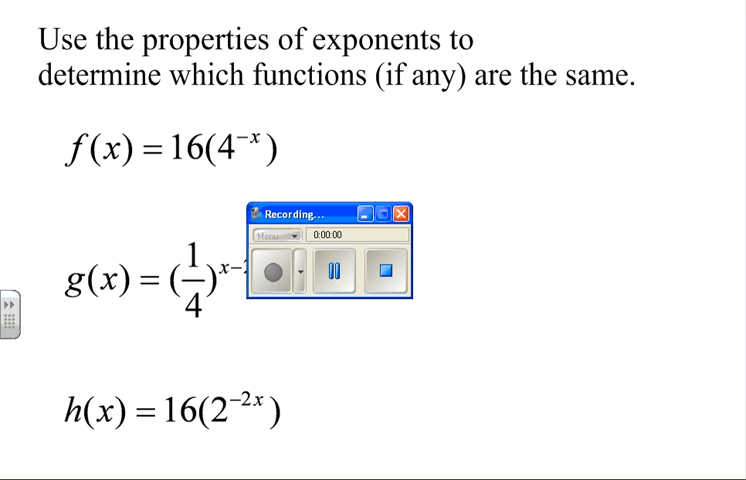 Use the properties of exponents to
determine which functions (if any) are the same.
f(x) = 16(4^{-x})
Recording...
Menu 0:00:00
g(x) = (\frac{1}{4})^{x-
h(x) = 16(2^{-2x})